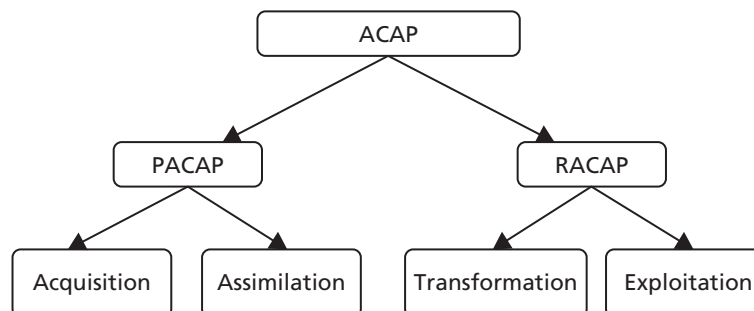 ACAP
PACAP
RACAP
Acquisition
Assimilation
Transformation
Exploitation